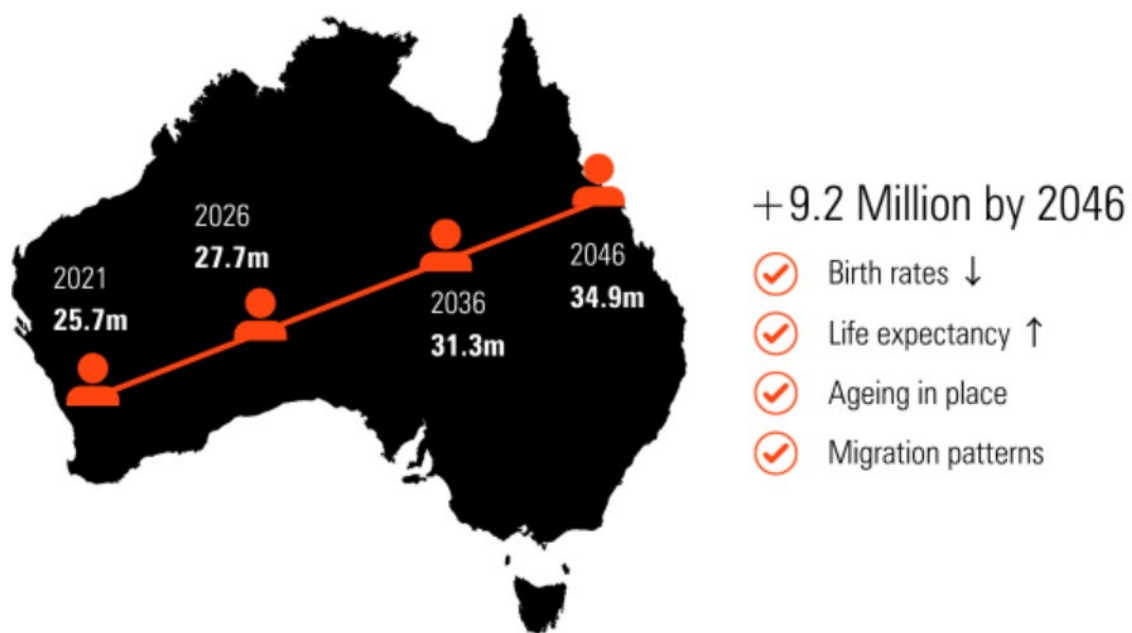 2021
25.7m
2026
27.7m
2036
31.3m
2046
34.9m
+9.2 Million by 2046
Birth rates ↓
Life expectancy ↑
Ageing in place
Migration patterns